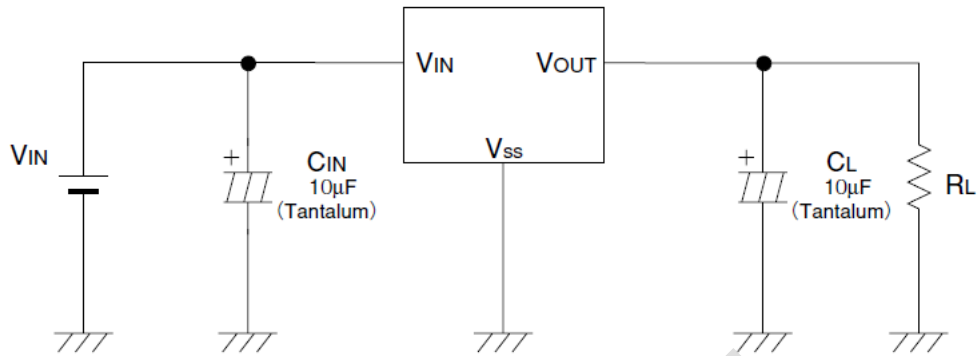 VIN VOUT
VSS
VIN
+
CIN
10μF
(Tantalum)
+
CL
10μF
(Tantalum)
RL